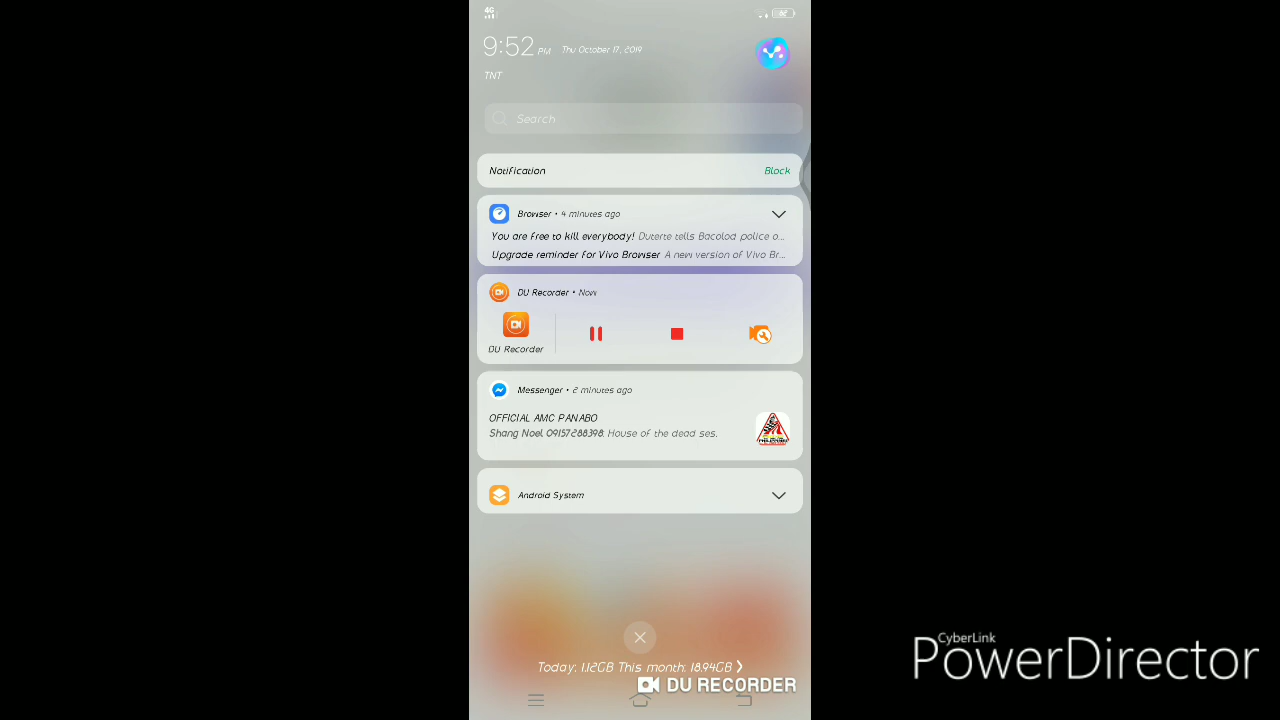 4G
62
9:52 PM Thu October 17, 2019
TNT
Search
Notification Block
Browser • 4 minutes ago
You are free to kill everybody! Duterte tells Bacolod police o...
Upgrade reminder for Vivo Browser A new version of Vivo Br...
DU Recorder • Now
DU Recorder
Messenger • 2 minutes ago
OFFICIAL AMC PANABO
Shang Noel 09157288398: House of the dead ses.
Android System
Today: 1.12GB This month: 18.94GB ❯
DU RECORDER
CyberLink
PowerDirector